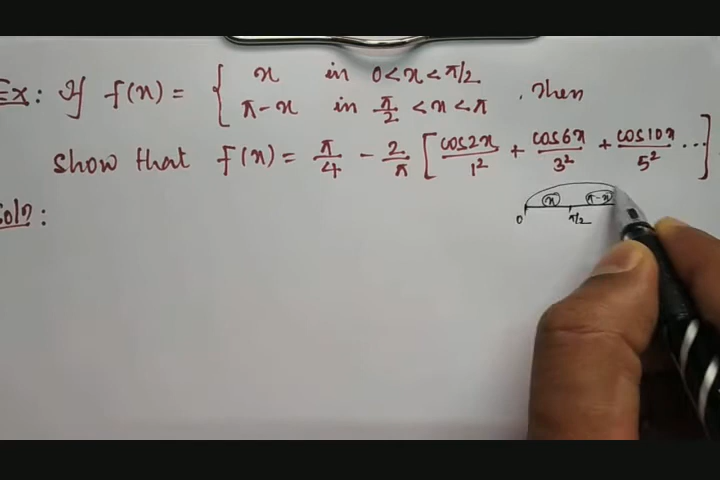 Ex: If f(x) = { x in 0<x<π/2
π-x in π/2 <x<π , Then
show that f(x) = π/4 - 2/π [cos2x/1² + cos6x/3² + cos10x/5² ...]
Soln:
x π-x
0 π/2